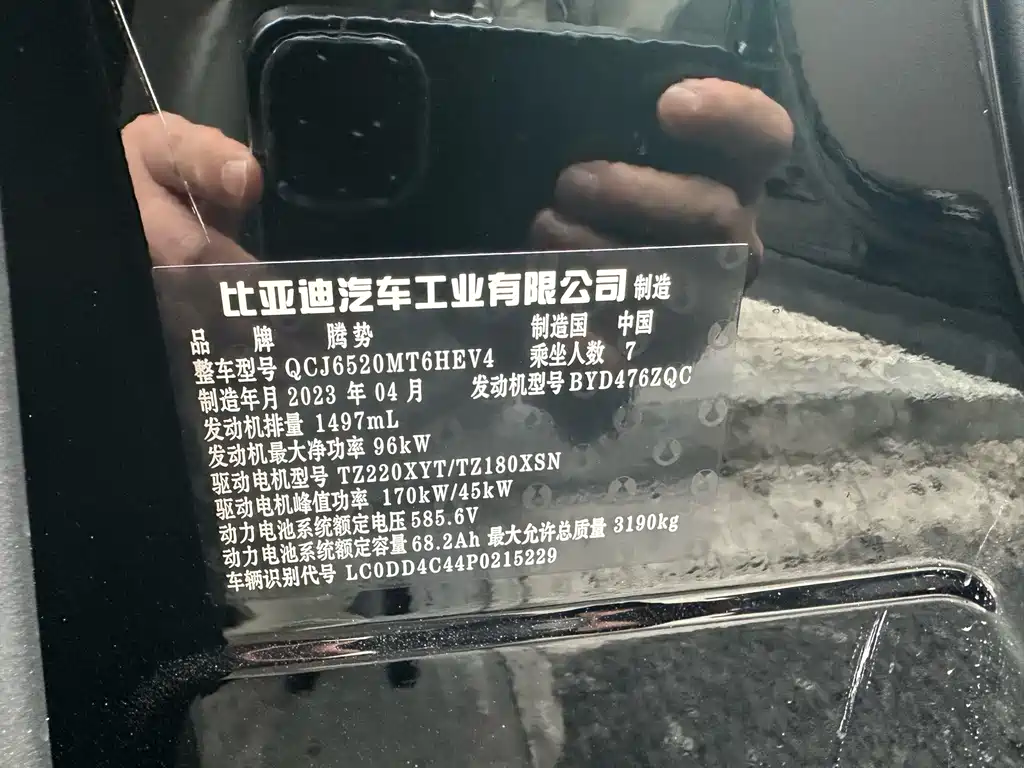 比亚迪汽车工业有限公司 制造
品 牌 腾势 制造国 中国
整车型号 QCJ6520MT6HEV4 乘坐人数 7
制造年月 2023 年 04 月 发动机型号 BYD476ZQC
发动机排量 1497mL
发动机最大净功率 96kW
驱动电机型号 TZ220XYT/TZ180XSN
驱动电机峰值功率 170kW/45kW
动力电池系统额定电压 585.6V
动力电池系统额定容量 68.2Ah 最大允许总质量 3190kg
车辆识别代号 LC0DD4C44P0215229